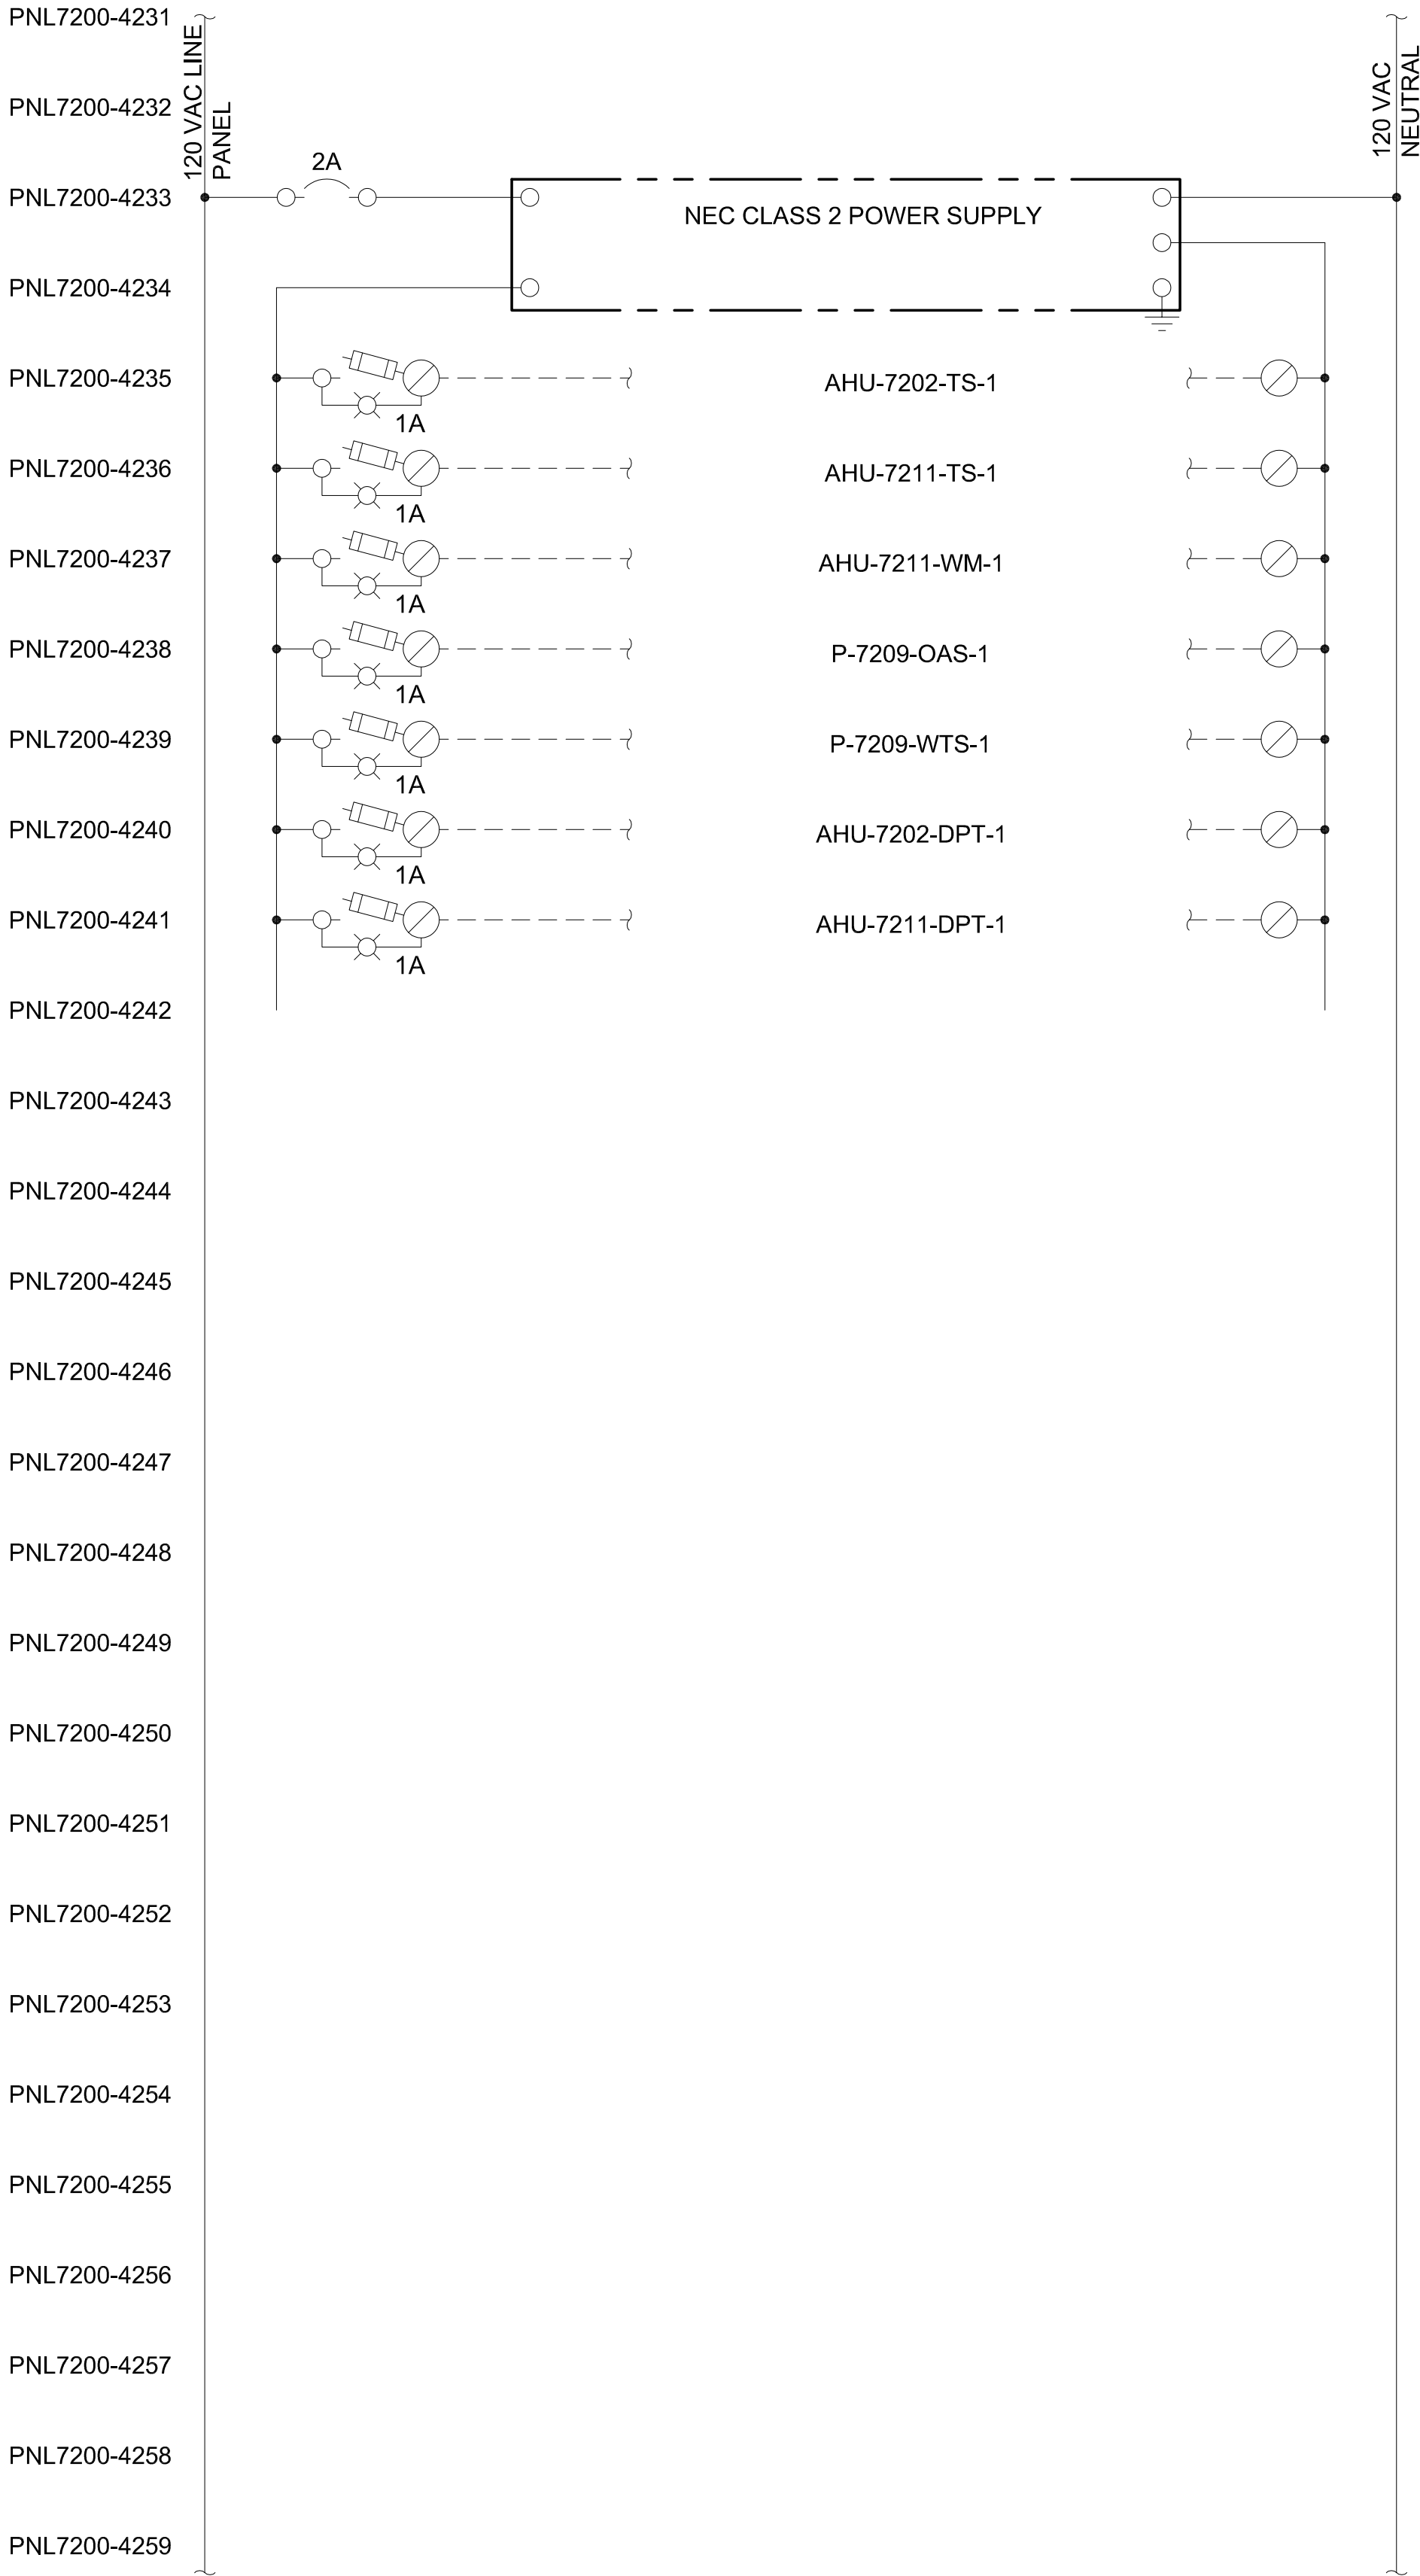 PNL7200-4231
120 VAC LINE
PANEL
120 VAC
NEUTRAL
PNL7200-4232
2A
PNL7200-4233
NEC CLASS 2 POWER SUPPLY
PNL7200-4234
PNL7200-4235
AHU-7202-TS-1
1A
PNL7200-4236
AHU-7211-TS-1
1A
PNL7200-4237
AHU-7211-WM-1
1A
PNL7200-4238
P-7209-OAS-1
1A
PNL7200-4239
P-7209-WTS-1
1A
PNL7200-4240
AHU-7202-DPT-1
1A
PNL7200-4241
AHU-7211-DPT-1
1A
PNL7200-4242
PNL7200-4243
PNL7200-4244
PNL7200-4245
PNL7200-4246
PNL7200-4247
PNL7200-4248
PNL7200-4249
PNL7200-4250
PNL7200-4251
PNL7200-4252
PNL7200-4253
PNL7200-4254
PNL7200-4255
PNL7200-4256
PNL7200-4257
PNL7200-4258
PNL7200-4259